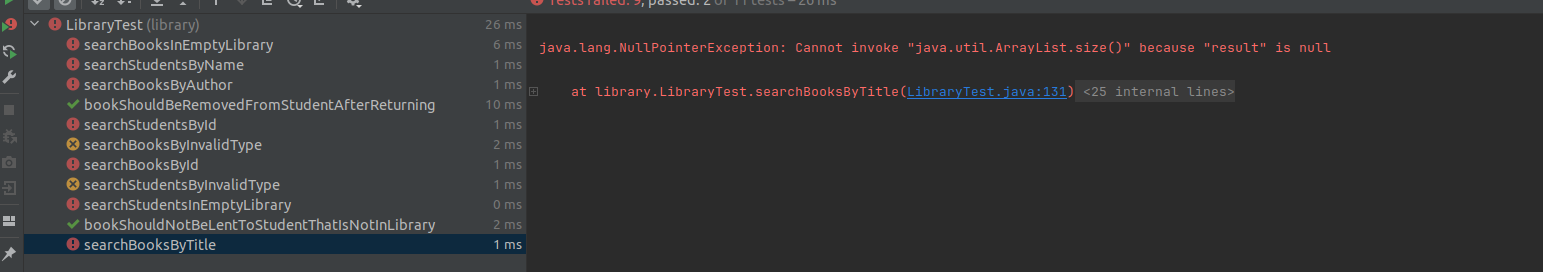 Tests failed: 9, passed: 2 of 11 tests – 26 ms
LibraryTest (library) 26 ms
searchBooksInEmptyLibrary 6 ms
searchStudentsByName 1 ms
searchBooksByAuthor 1 ms
bookShouldBeRemovedFromStudentAfterReturning 10 ms
searchStudentsById 1 ms
searchBooksByInvalidType 2 ms
searchBooksById 1 ms
searchStudentsByInvalidType 1 ms
searchStudentsInEmptyLibrary 0 ms
bookShouldNotBeLentToStudentThatIsNotInLibrary 2 ms
searchBooksByTitle 1 ms
java.lang.NullPointerException: Cannot invoke "java.util.ArrayList.size()" because "result" is null
at library.LibraryTest.searchBooksByTitle(LibraryTest.java:131) <25 internal lines>